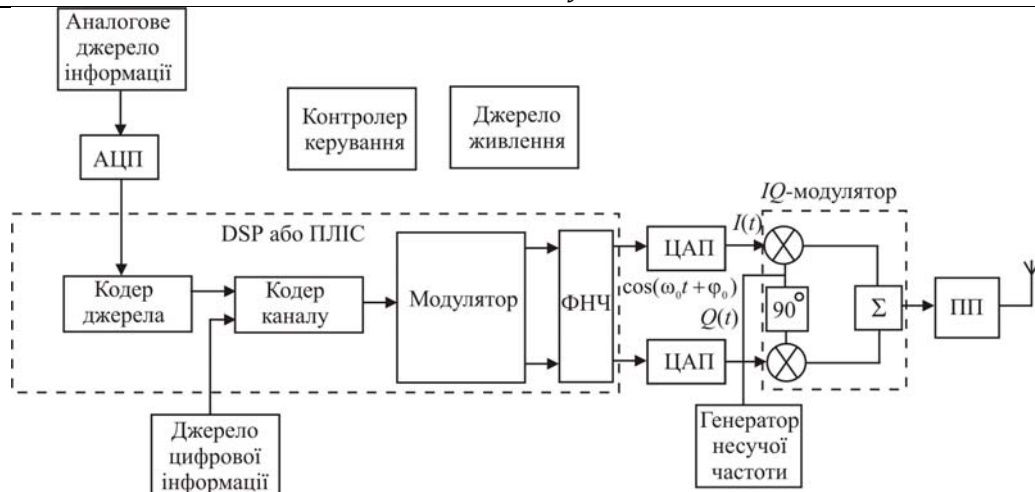 Аналогове
джерело
інформації
Контролер
керування
Джерело
живлення
АЦП
IQ-модулятор
DSP або ПЛІС
I(t)
ЦАП
Кодер
джерела
Кодер
каналу
Модулятор
ФНЧ
cos(ω₀t + φ₀)
90°
Q(t)
Σ
ПП
ЦАП
Джерело
цифрової
інформації
Генератор
несучої
частоти